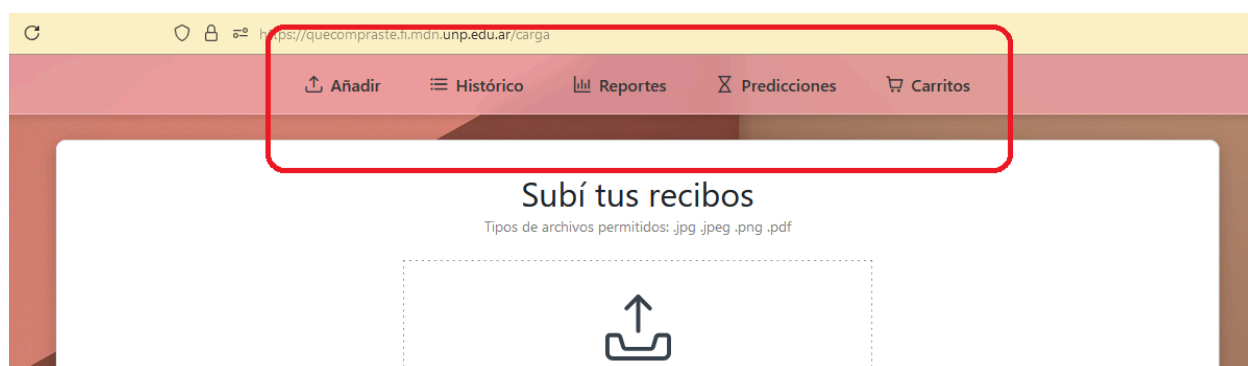 https://quecompraste.fi.mdn.unp.edu.ar/carga
Añadir Histórico Reportes Predicciones Carritos
Subí tus recibos
Tipos de archivos permitidos: .jpg .jpeg .png .pdf